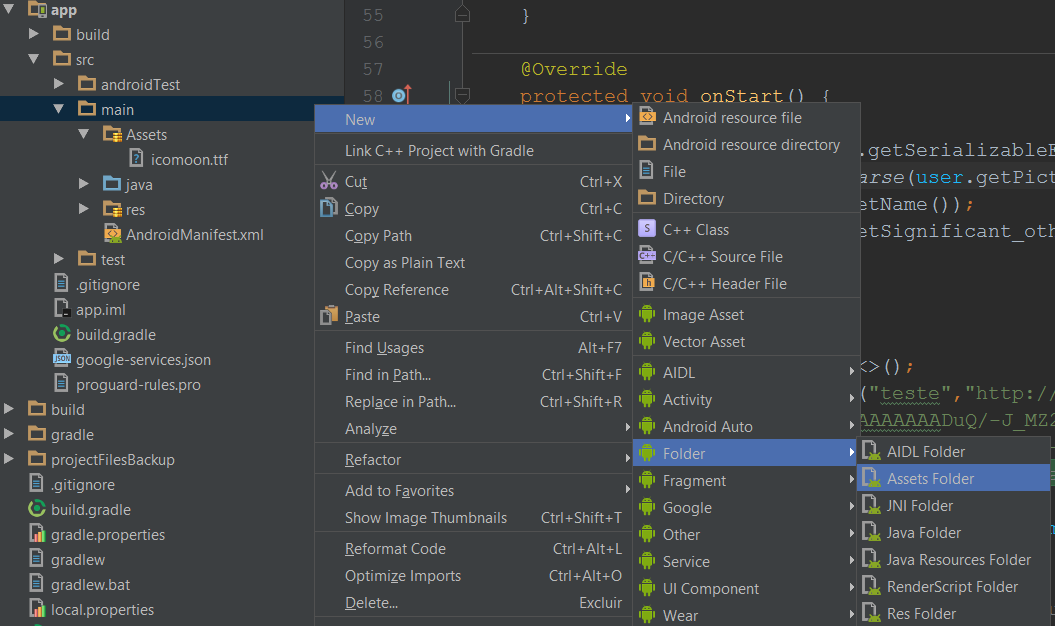 app
build
src
androidTest
main
Assets
icomoon.ttf
java
res
AndroidManifest.xml
test
.gitignore
app.iml
build.gradle
google-services.json
proguard-rules.pro
build
gradle
projectFilesBackup
.gitignore
build.gradle
gradle.properties
gradlew
gradlew.bat
local.properties
55 }
56
57 @Override
58 protected void onStart() {
.getSerializableE
arse(user.getPict
etName());
etSignificant_oth
<>();
("teste","http:/
AAAAAAADuQ/-J_MZ2
New
Link C++ Project with Gradle
Cut Ctrl+X
Copy Ctrl+C
Copy Path Ctrl+Shift+C
Copy as Plain Text
Copy Reference Ctrl+Alt+Shift+C
Paste Ctrl+V
Find Usages Alt+F7
Find in Path... Ctrl+Shift+F
Replace in Path... Ctrl+Shift+R
Analyze
Refactor
Add to Favorites
Show Image Thumbnails Ctrl+Shift+T
Reformat Code Ctrl+Alt+L
Optimize Imports Ctrl+Alt+O
Delete... Excluir
Android resource file
Android resource directory
File
Directory
C++ Class
C/C++ Source File
C/C++ Header File
Image Asset
Vector Asset
AIDL
Activity
Android Auto
Folder
Fragment
Google
Other
Service
UI Component
Wear
AIDL Folder
Assets Folder
JNI Folder
Java Folder
Java Resources Folder
RenderScript Folder
Res Folder